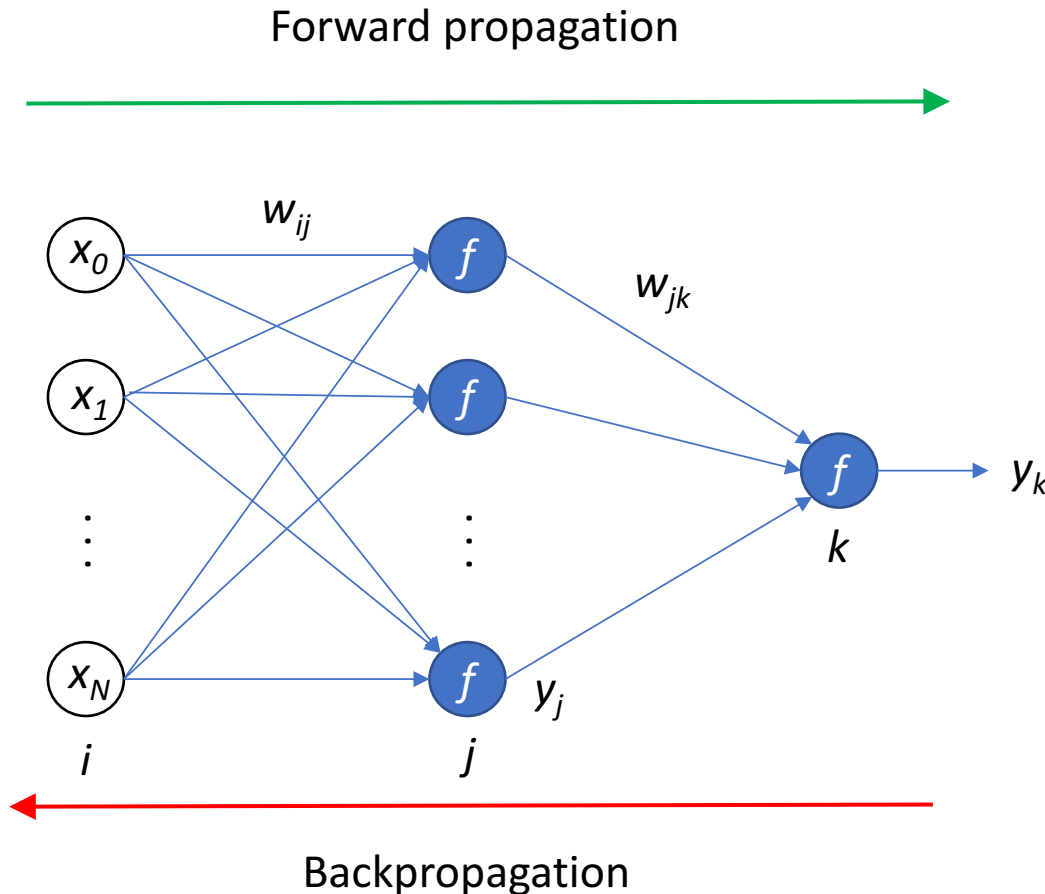 Forward propagation
w_ij
x_0
f
w_jk
x_1
f
f
y_k
⋮
⋮
k
x_N
f
y_j
i
j
Backpropagation